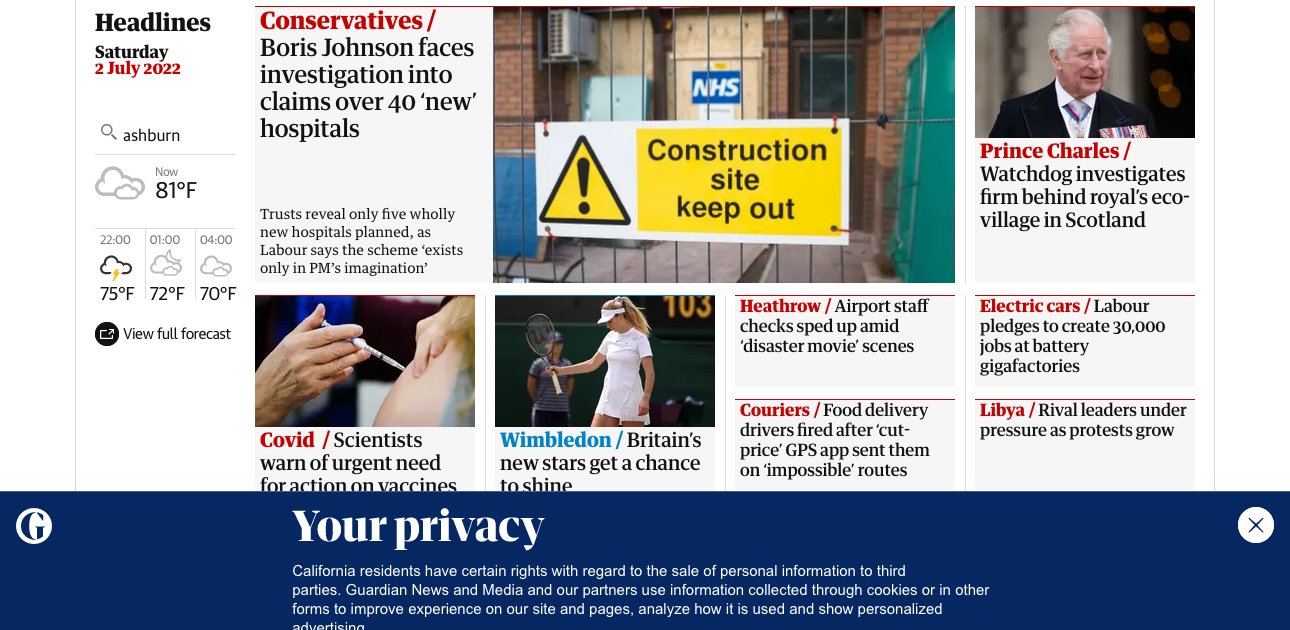 Headlines
Saturday
2 July 2022
ashburn
Now
81°F
22:00
01:00
04:00
75°F
72°F
70°F
View full forecast
Conservatives /
Boris Johnson faces
investigation into
claims over 40 ‘new’
hospitals
Trusts reveal only five wholly
new hospitals planned, as
Labour says the scheme ‘exists
only in PM’s imagination’
NHS
Construction
site
keep out
Prince Charles /
Watchdog investigates
firm behind royal’s eco-
village in Scotland
Covid / Scientists
warn of urgent need
for action on vaccines
103
Wimbledon / Britain’s
new stars get a chance
to shine
Heathrow / Airport staff
checks sped up amid
‘disaster movie’ scenes
Electric cars / Labour
pledges to create 30,000
jobs at battery
gigafactories
Couriers / Food delivery
drivers fired after ‘cut-
price’ GPS app sent them
on ‘impossible’ routes
Libya / Rival leaders under
pressure as protests grow
G
Your privacy
California residents have certain rights with regard to the sale of personal information to third
parties. Guardian News and Media and our partners use information collected through cookies or in other
forms to improve experience on our site and pages, analyze how it is used and show personalized
advertising.